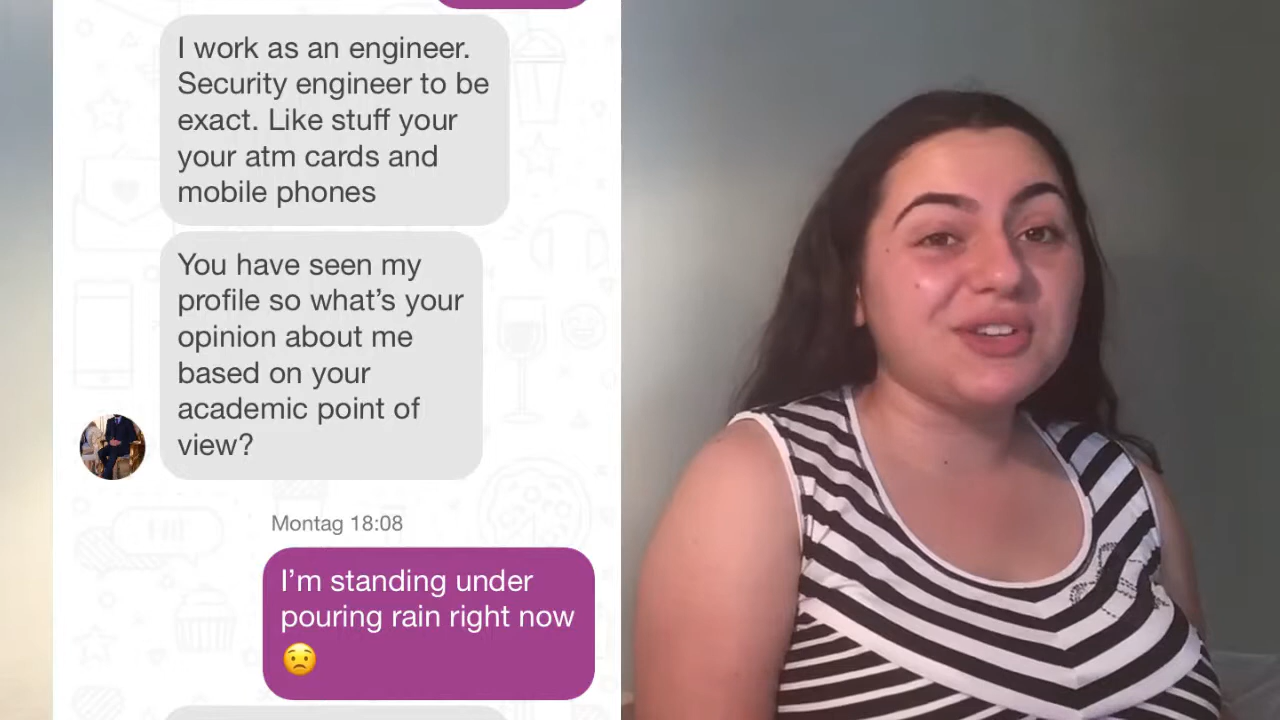 I work as an engineer.
Security engineer to be
exact. Like stuff your
your atm cards and
mobile phones
You have seen my
profile so what's your
opinion about me
based on your
academic point of
view?
Montag 18:08
I'm standing under
pouring rain right now
😟